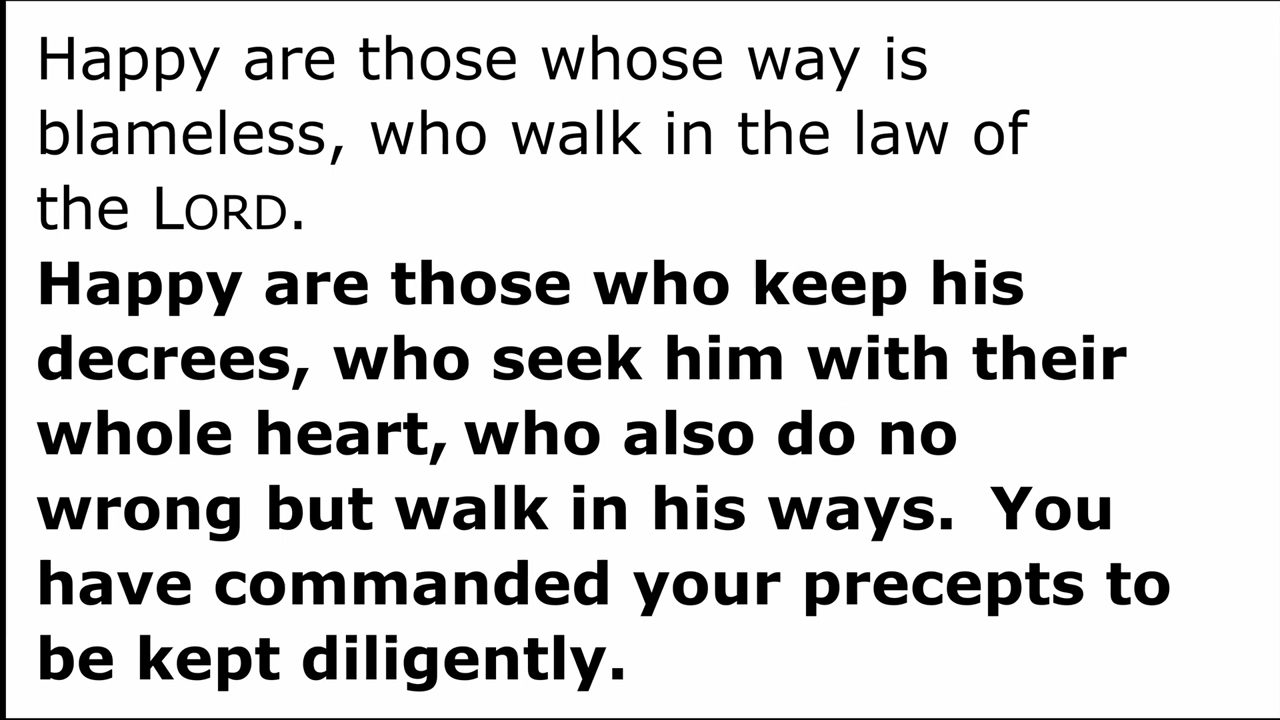 Happy are those whose way is
blameless, who walk in the law of
the LORD.
Happy are those who keep his
decrees, who seek him with their
whole heart, who also do no
wrong but walk in his ways.  You
have commanded your precepts to
be kept diligently.